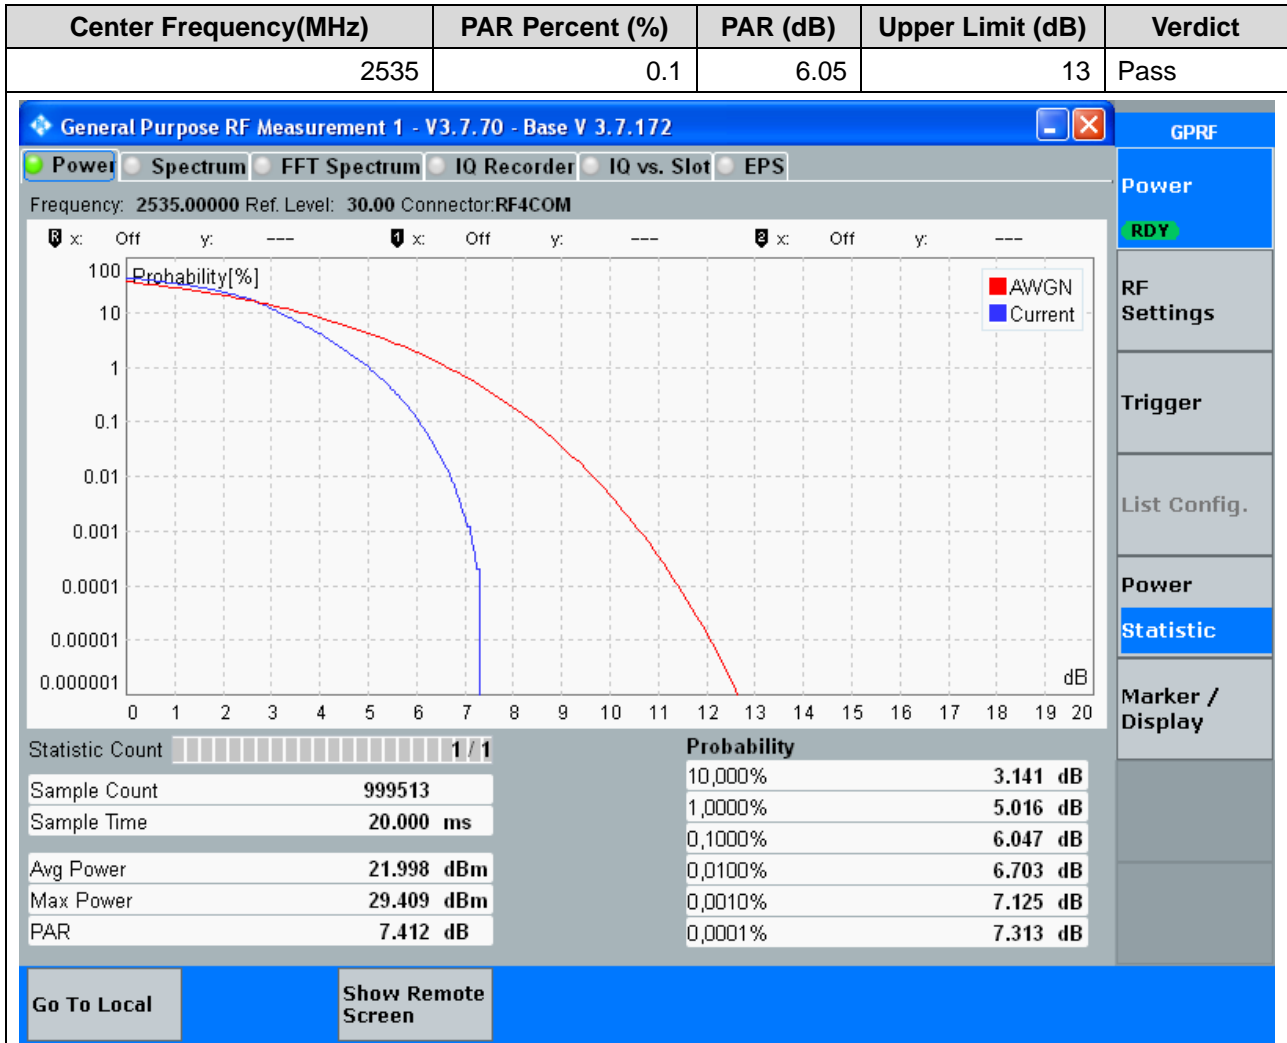 Center Frequency(MHz) PAR Percent (%) PAR (dB) Upper Limit (dB) Verdict
2535 0.1 6.05 13 Pass
General Purpose RF Measurement 1 - V3.7.70 - Base V 3.7.172
GPRF
Power Spectrum FFT Spectrum IQ Recorder IQ vs. Slot EPS
Frequency: 2535.00000 Ref. Level: 30.00 Connector:RF4COM
R x: Off y: --- 1 x: Off y: --- 2 x: Off y: ---
Probability[%]
AWGN
Current
100
10
1
0.1
0.01
0.001
0.0001
0.00001
0.000001
dB
0 1 2 3 4 5 6 7 8 9 10 11 12 13 14 15 16 17 18 19 20
Statistic Count 1 / 1
Sample Count 999513
Sample Time 20.000 ms
Avg Power 21.998 dBm
Max Power 29.409 dBm
PAR 7.412 dB
Probability
10,000% 3.141 dB
1,0000% 5.016 dB
0,1000% 6.047 dB
0,0100% 6.703 dB
0,0010% 7.125 dB
0,0001% 7.313 dB
Power
RDY
RF
Settings
Trigger
List Config.
Power
Statistic
Marker /
Display
Go To Local
Show Remote
Screen